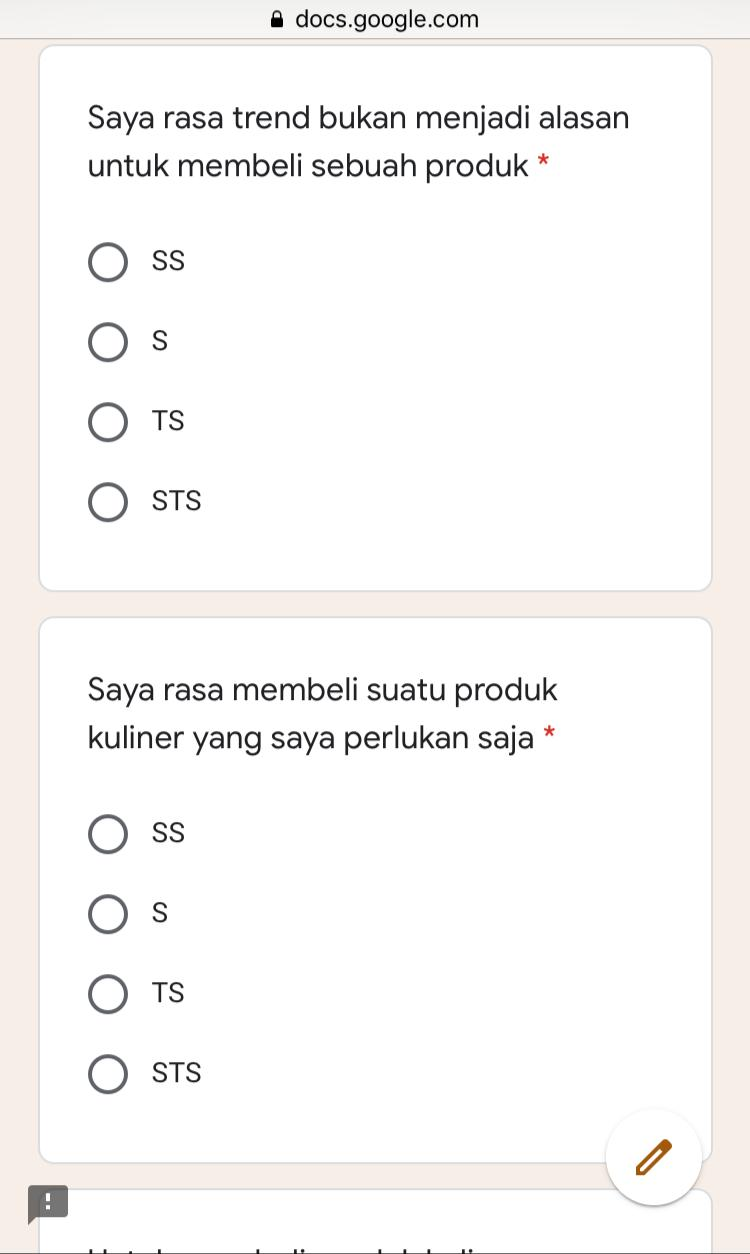 docs.google.com
Saya rasa trend bukan menjadi alasan
untuk membeli sebuah produk *
SS
S
TS
STS
Saya rasa membeli suatu produk
kuliner yang saya perlukan saja *
SS
S
TS
STS